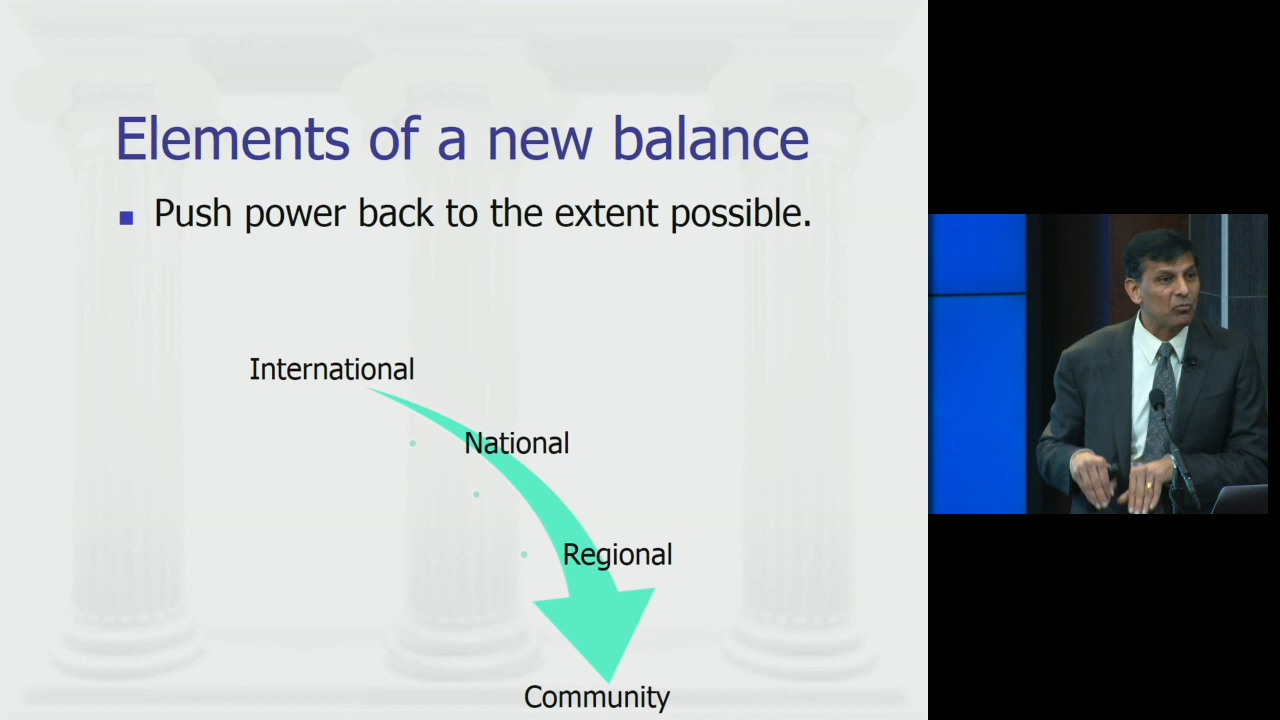 Elements of a new balance
Push power back to the extent possible.
International
National
Regional
Community